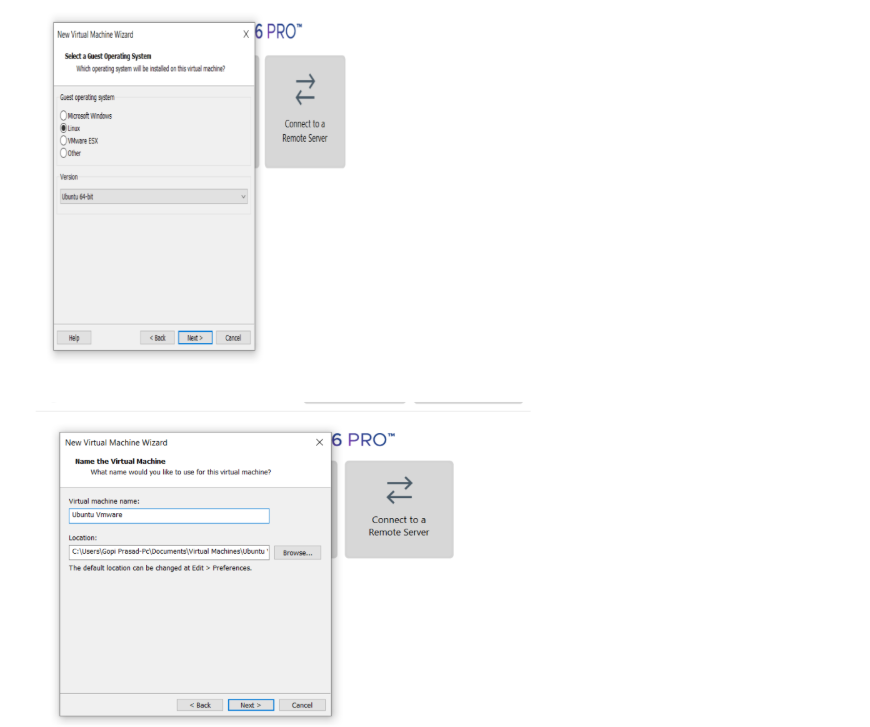 New Virtual Machine Wizard
X
6 PRO™
Select a Guest Operating System
Which operating system will be installed on this virtual machine?
Guest operating system
Microsoft Windows
Linux
VMware ESX
Other
Version
Ubuntu 64-bit
Connect to a
Remote Server
Help
< Back
Next >
Cancel
New Virtual Machine Wizard
6 PRO™
Name the Virtual Machine
What name would you like to use for this virtual machine?
Virtual machine name:
Ubuntu Vmware
Location:
C:\Users\Gopi Prasad-Pc\Documents\Virtual Machines\Ubuntu
Browse...
The default location can be changed at Edit > Preferences.
Connect to a
Remote Server
< Back
Next >
Cancel